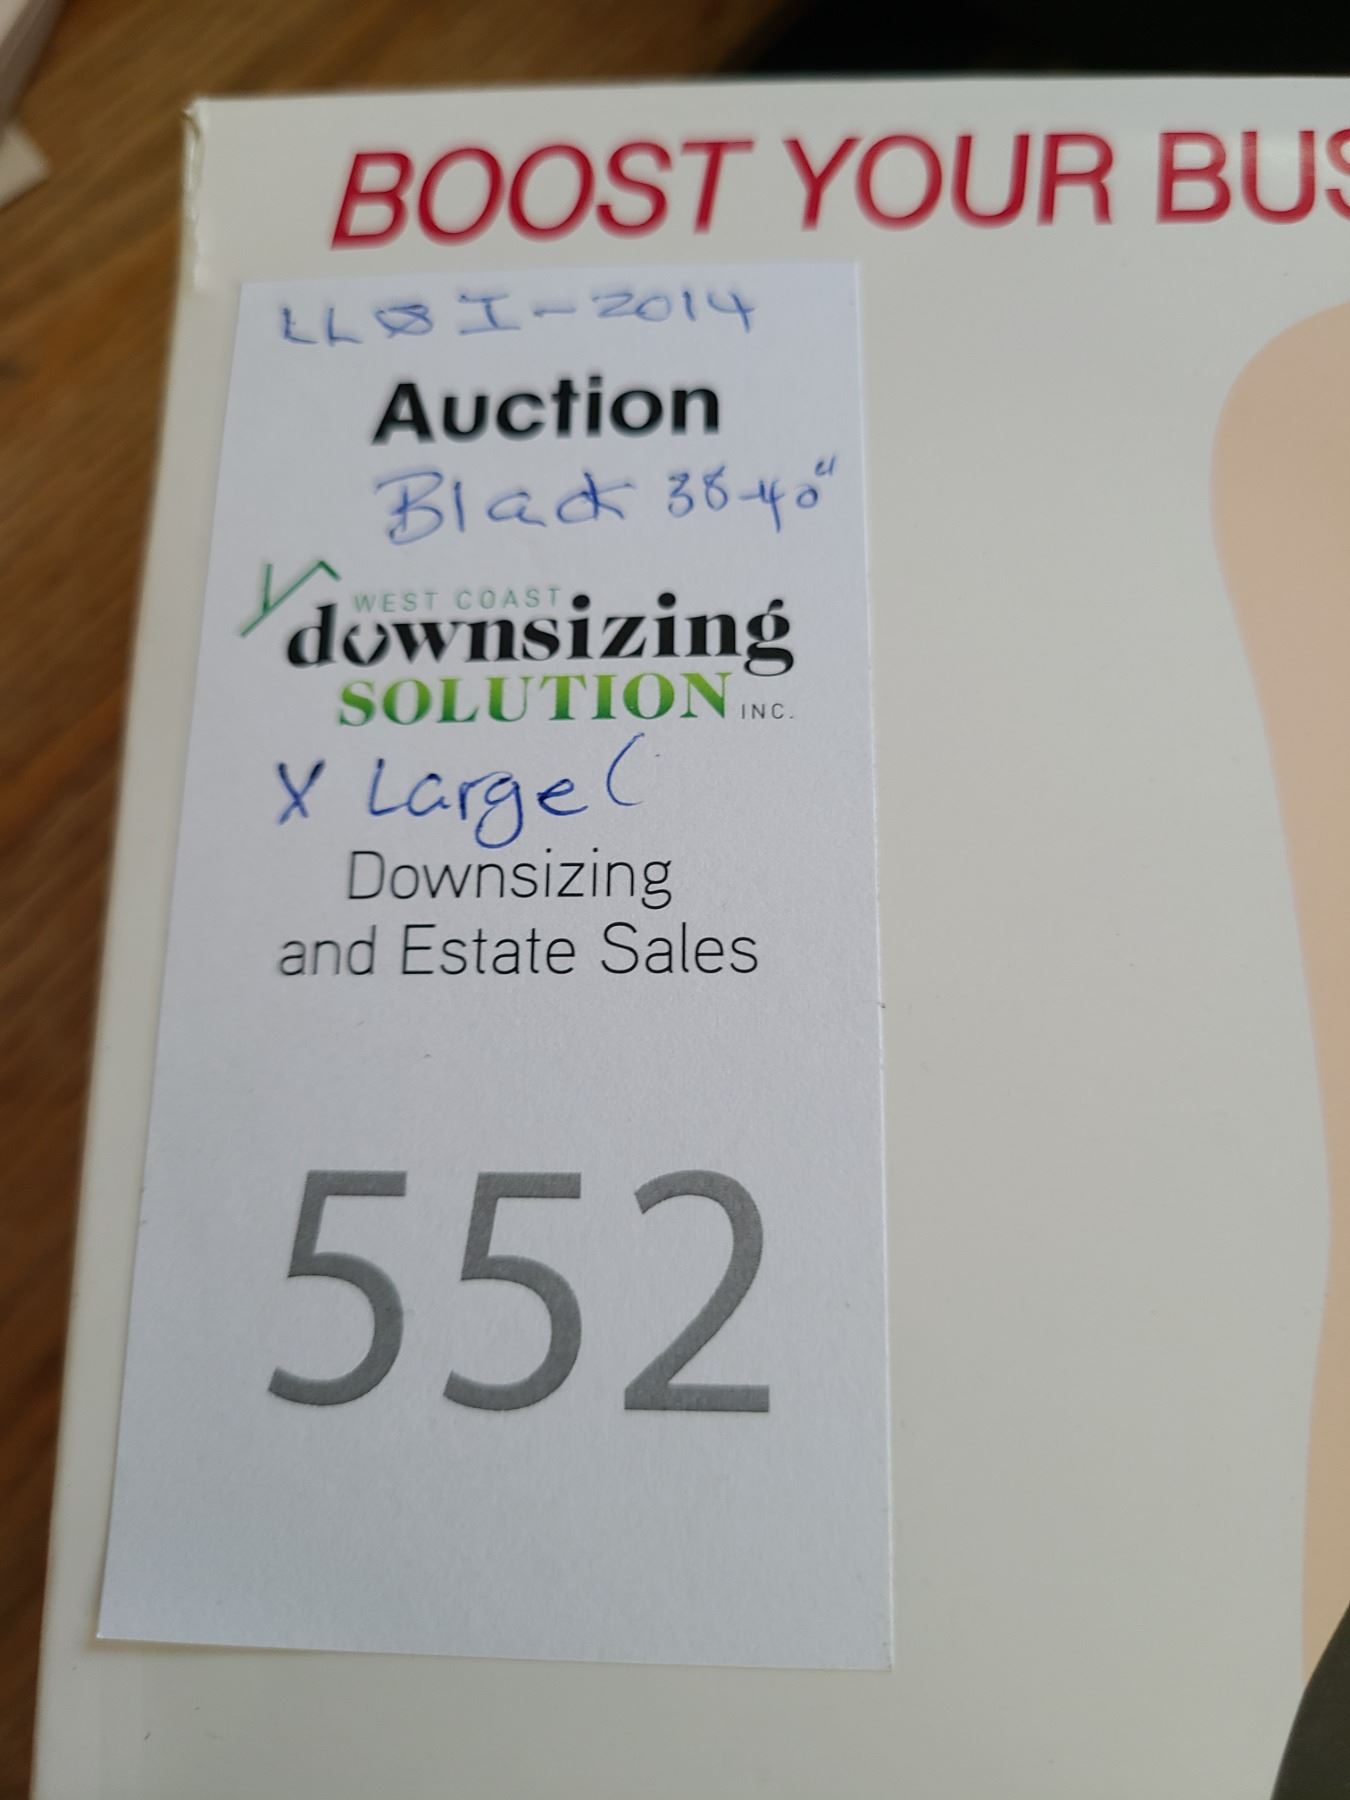 BOOST YOUR BUS
LLØI-2014
Auction
Black 38-40"
WEST COAST
downsizing
SOLUTION INC.
X Large (
Downsizing
and Estate Sales
552